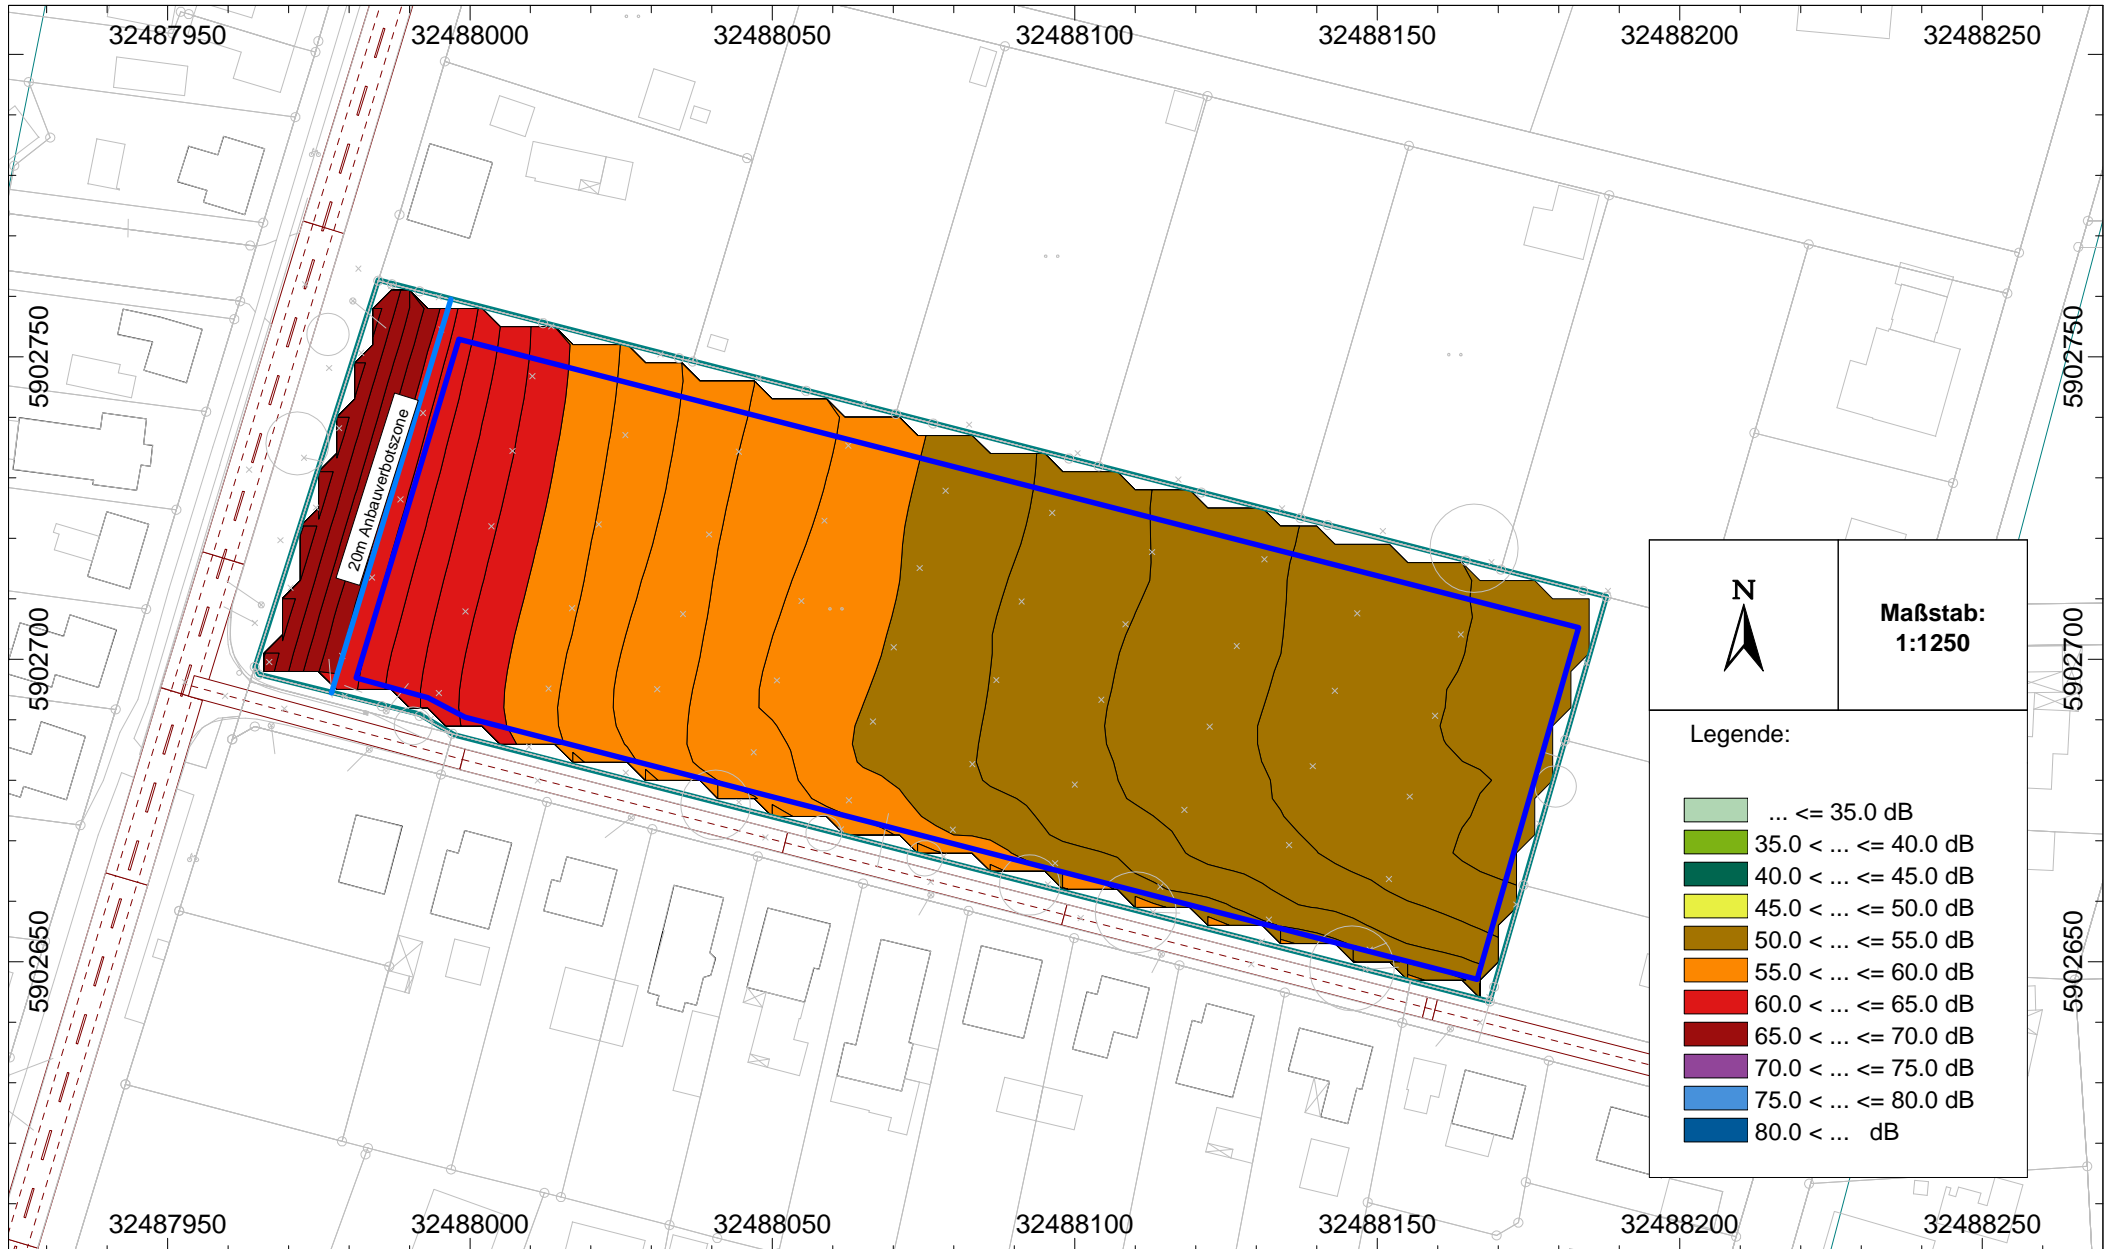 32487950 32488000 32488050 32488100 32488150 32488200 32488250
5902750
5902750
20m Anbauverbotszone
5902700
5902700
5902650
5902650
N
Maßstab:
1:1250
Legende:
... <= 35.0 dB
35.0 < ... <= 40.0 dB
40.0 < ... <= 45.0 dB
45.0 < ... <= 50.0 dB
50.0 < ... <= 55.0 dB
55.0 < ... <= 60.0 dB
60.0 < ... <= 65.0 dB
65.0 < ... <= 70.0 dB
70.0 < ... <= 75.0 dB
75.0 < ... <= 80.0 dB
80.0 < ... dB
32487950 32488000 32488050 32488100 32488150 32488200 32488250